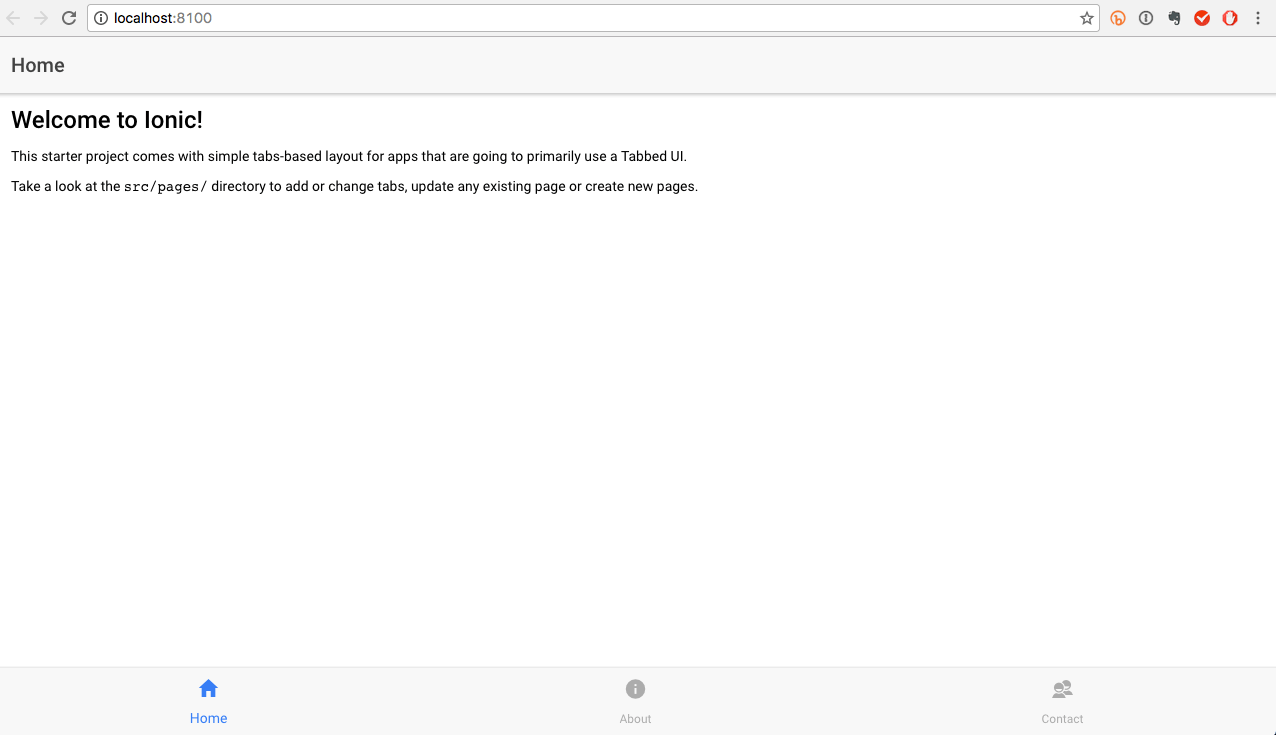 localhost:8100
Home
Welcome to Ionic!
This starter project comes with simple tabs-based layout for apps that are going to primarily use a Tabbed UI.
Take a look at the src/pages/ directory to add or change tabs, update any existing page or create new pages.
Home
About
Contact